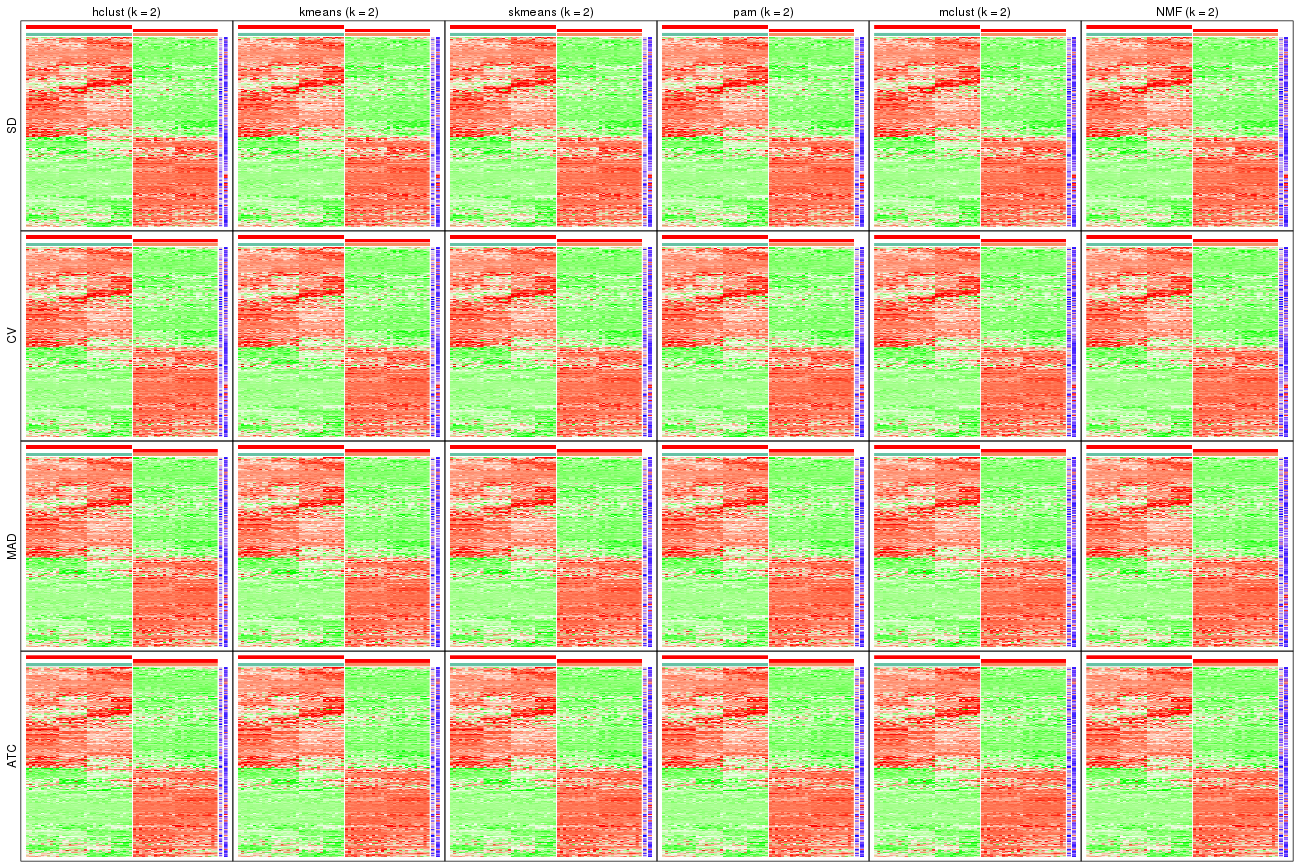 hclust (k = 2) kmeans (k = 2) skmeans (k = 2) pam (k = 2) mclust (k = 2) NMF (k = 2)
SD
CV
MAD
ATC